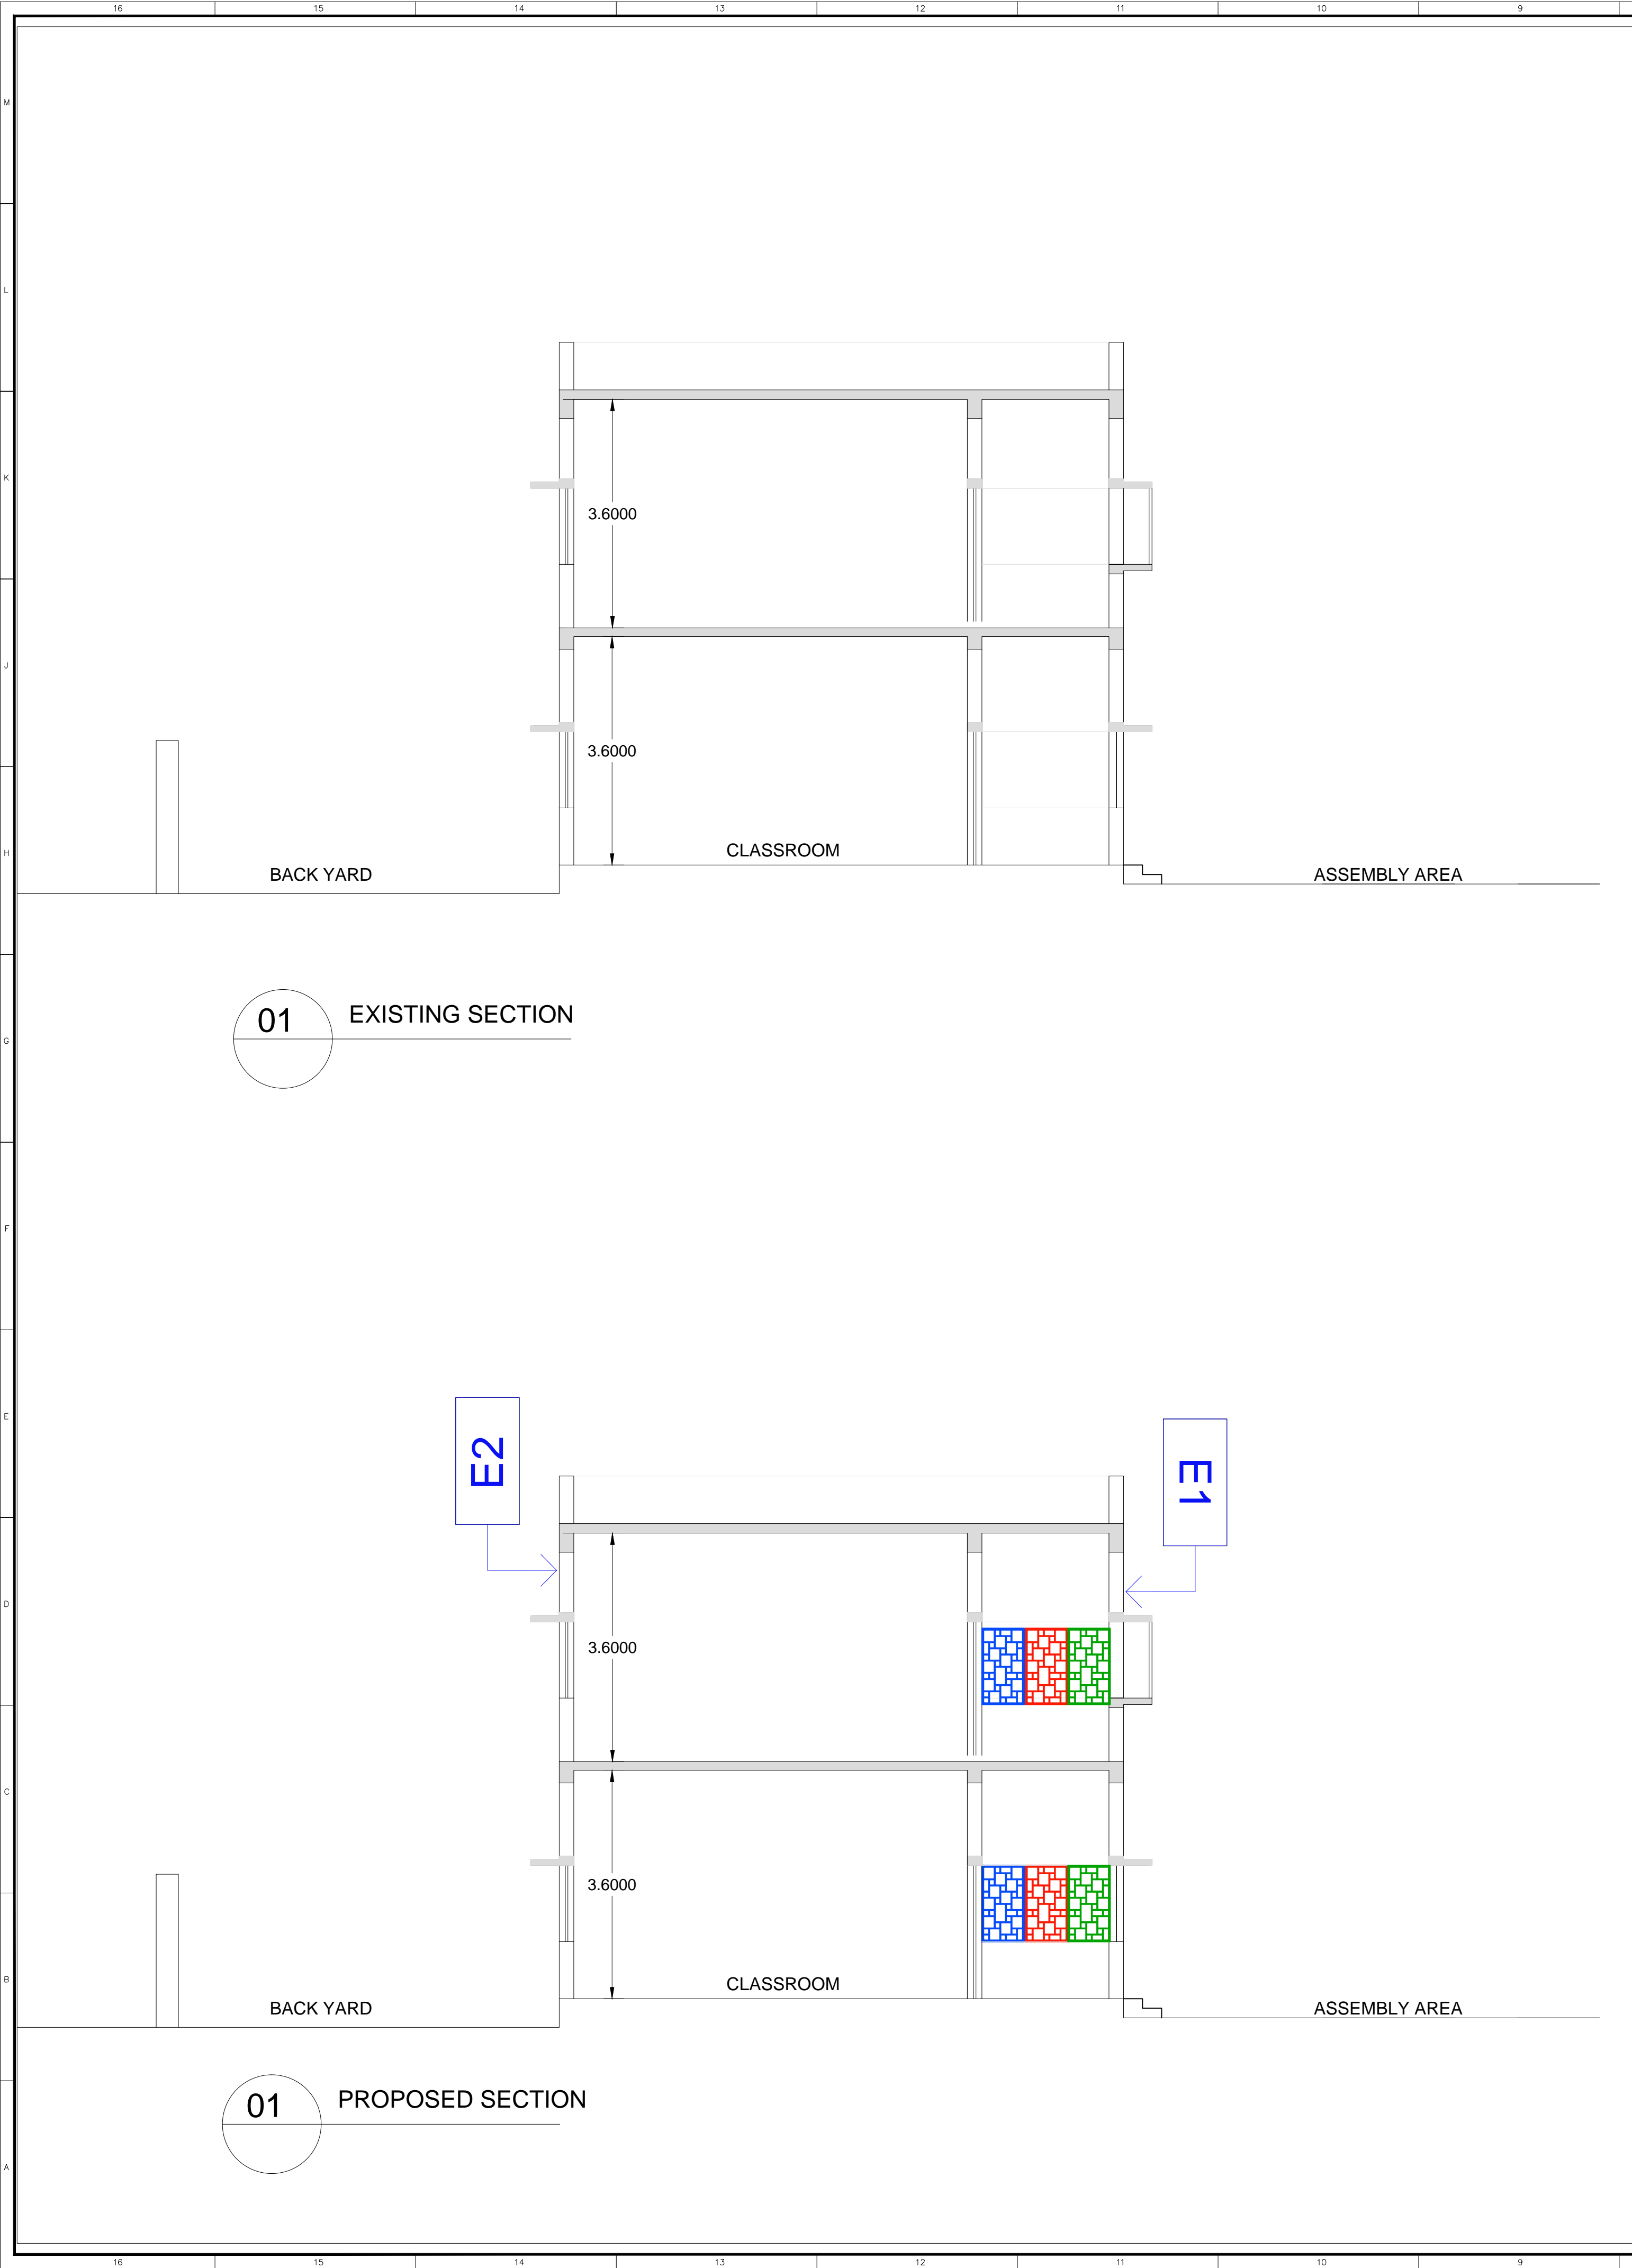 16 15 14 13 12 11 10 9
M
L
K
3.6000
J
3.6000
H
CLASSROOM
BACK YARD
ASSEMBLY AREA
01
EXISTING SECTION
G
F
E
E2
E1
D
3.6000
C
3.6000
B
CLASSROOM
BACK YARD
ASSEMBLY AREA
01
PROPOSED SECTION
A
16 15 14 13 12 11 10 9